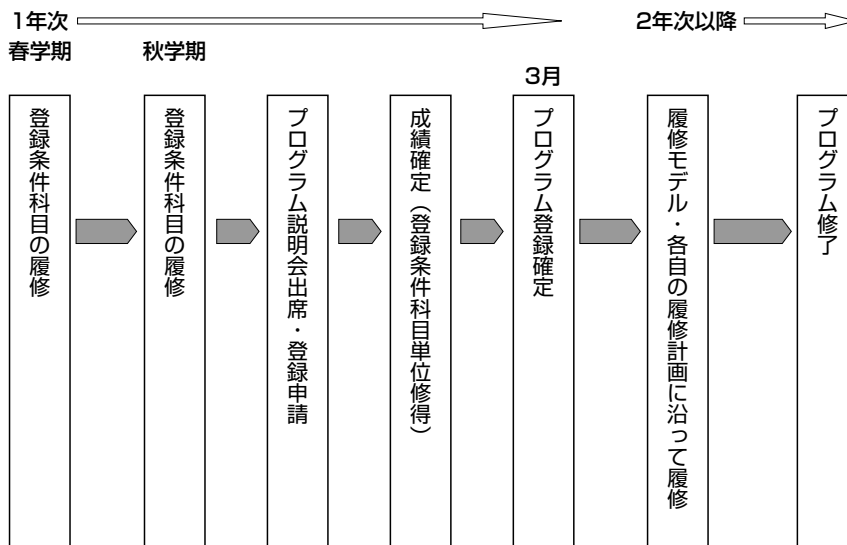 1年次
2年次以降
春学期
秋学期
3月
登録条件科目の履修
登録条件科目の履修
プログラム説明会出席・登録申請
成績確定（登録条件科目単位修得）
プログラム登録確定
履修モデル・各自の履修計画に沿って履修
プログラム修了